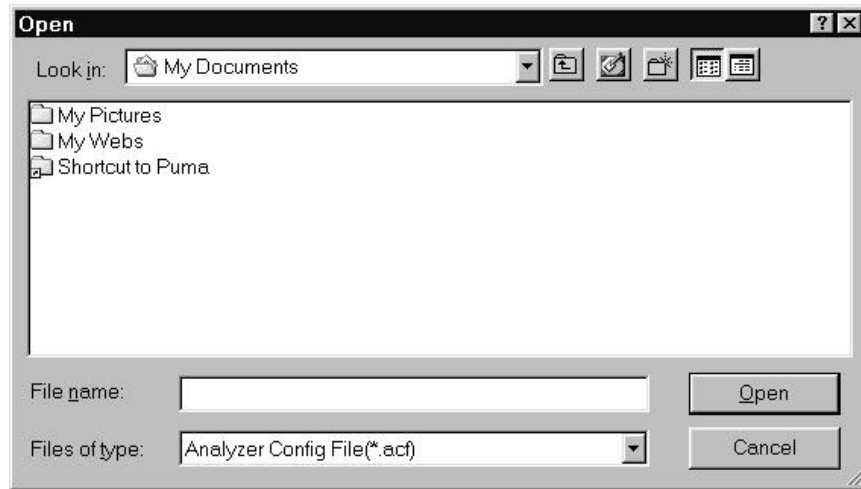 Open
Look in: My Documents
My Pictures
My Webs
Shortcut to Puma
File name: Open
Files of type: Analyzer Config File(*.acf) Cancel